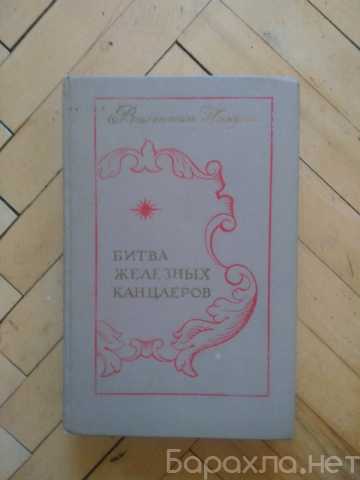 Валентин Пикуль
БИТВА
ЖЕЛЕЗНЫХ
КАНЦЛЕРОВ
Барахла.нет